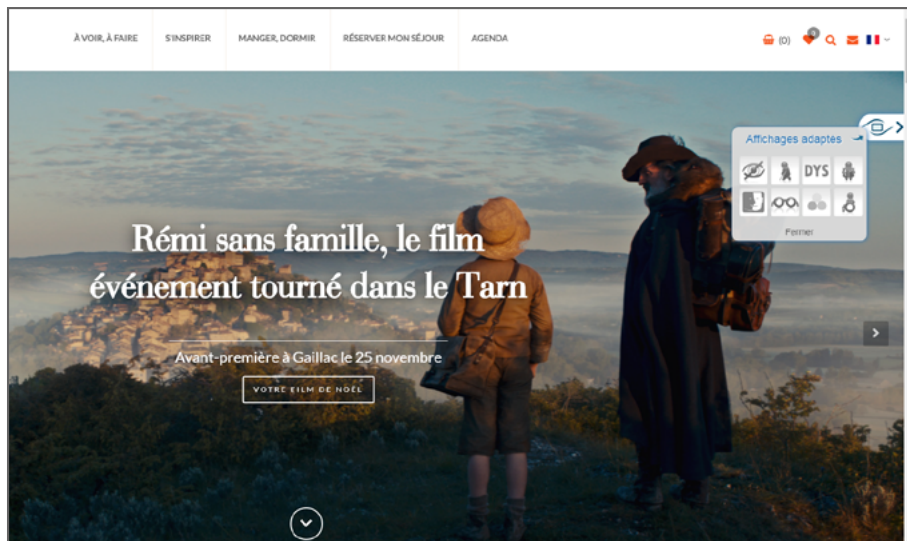 À VOIR, À FAIRE
S'INSPIRER
MANGER, DORMIR
RÉSERVER MON SÉJOUR
AGENDA
(0)
0
Affichages adaptés
DYS
Fermer
Rémi sans famille, le film
événement tourné dans le Tarn
Avant-première à Gaillac le 25 novembre
VOTRE FILM DE NOËL